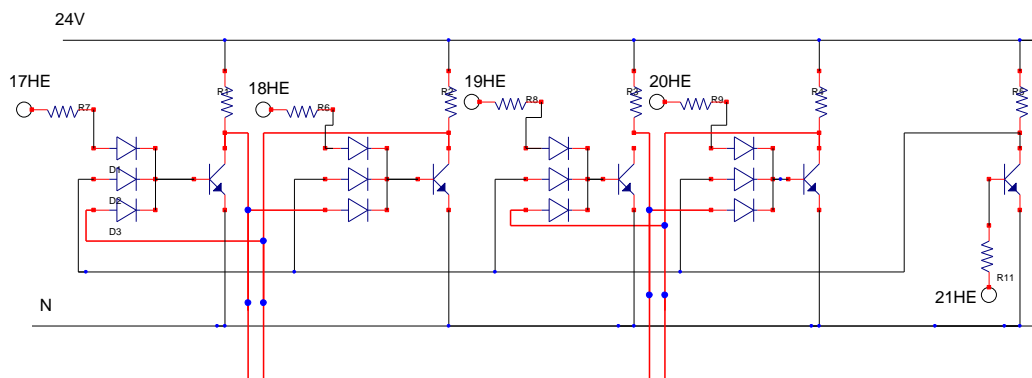 24V
17HE
18HE
19HE
20HE
R7
R1
R6
R2
R8
R3
R9
R4
R5
D1
D2
D3
R11
21HE
N